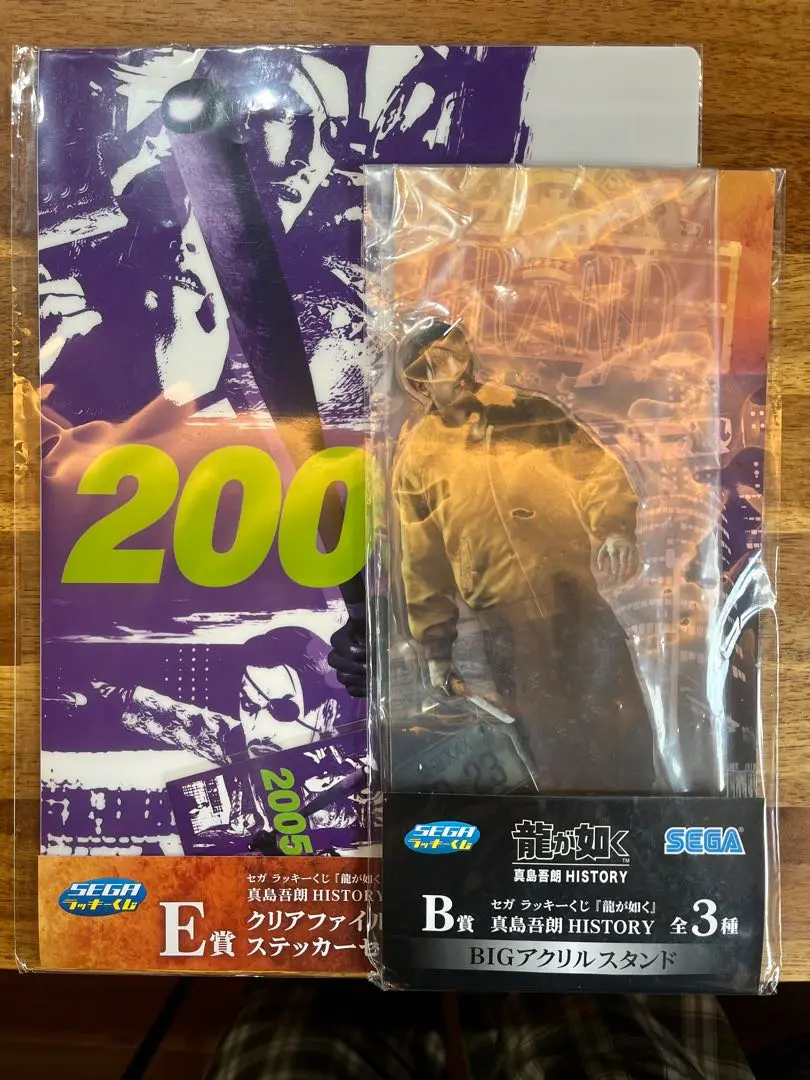 200
2005
SEGA
ラッキーくじ
セガ ラッキーくじ『龍が如く
真島吾朗 HISTORY
E賞
クリアファイル
ステッカーセ
GRAND
23
SEGA
ラッキーくじ
龍が如く
TM
真島吾朗 HISTORY
SEGA
B賞
セガ ラッキーくじ『龍が如く』
真島吾朗 HISTORY
全3種
BIGアクリルスタンド